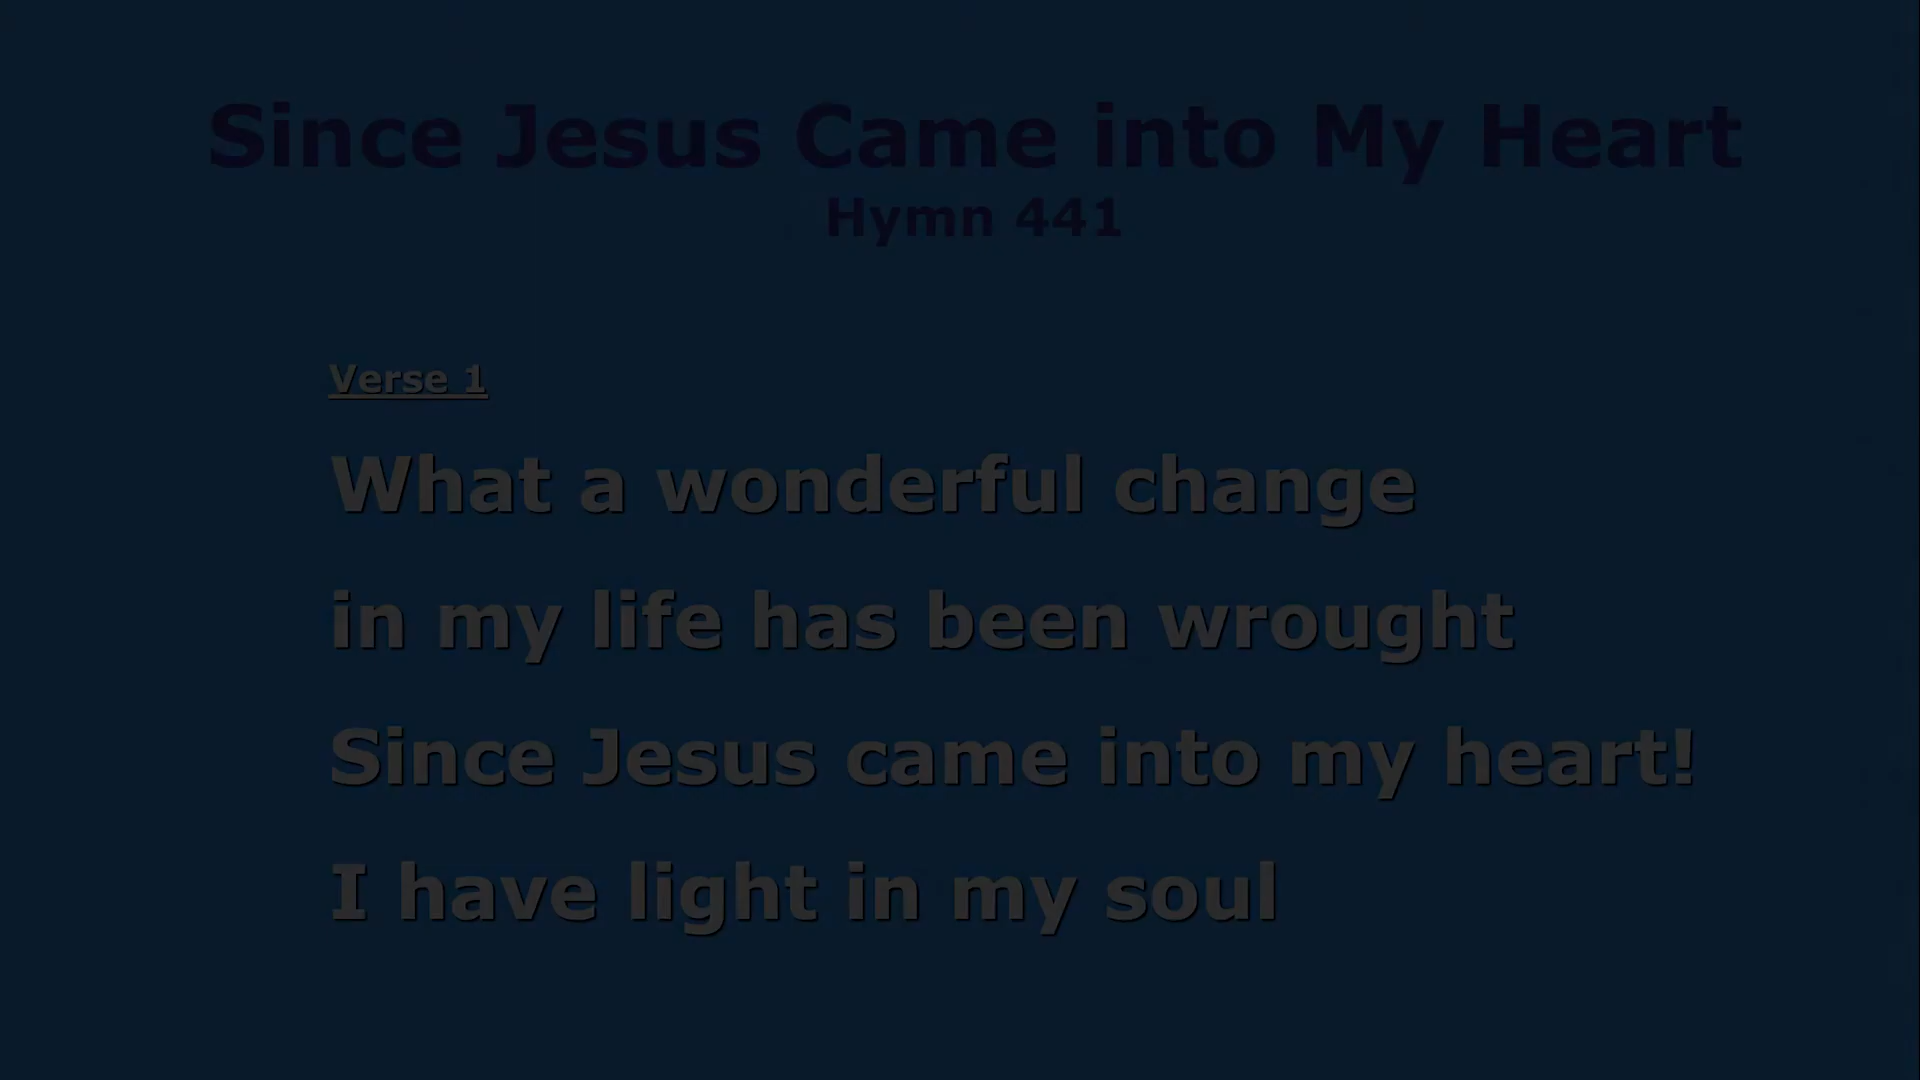 Since Jesus Came into My Heart
Hymn 441
Verse 1
What a wonderful change
in my life has been wrought
Since Jesus came into my heart!
I have light in my soul